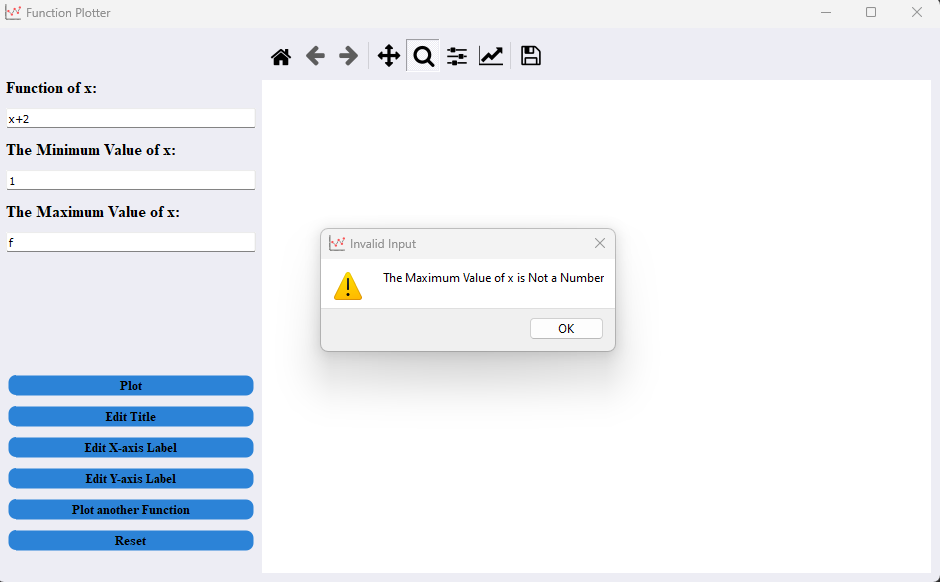 Function Plotter
Function of x:
x+2
The Minimum Value of x:
1
The Maximum Value of x:
f
Invalid Input
The Maximum Value of x is Not a Number
OK
Plot
Edit Title
Edit X-axis Label
Edit Y-axis Label
Plot another Function
Reset